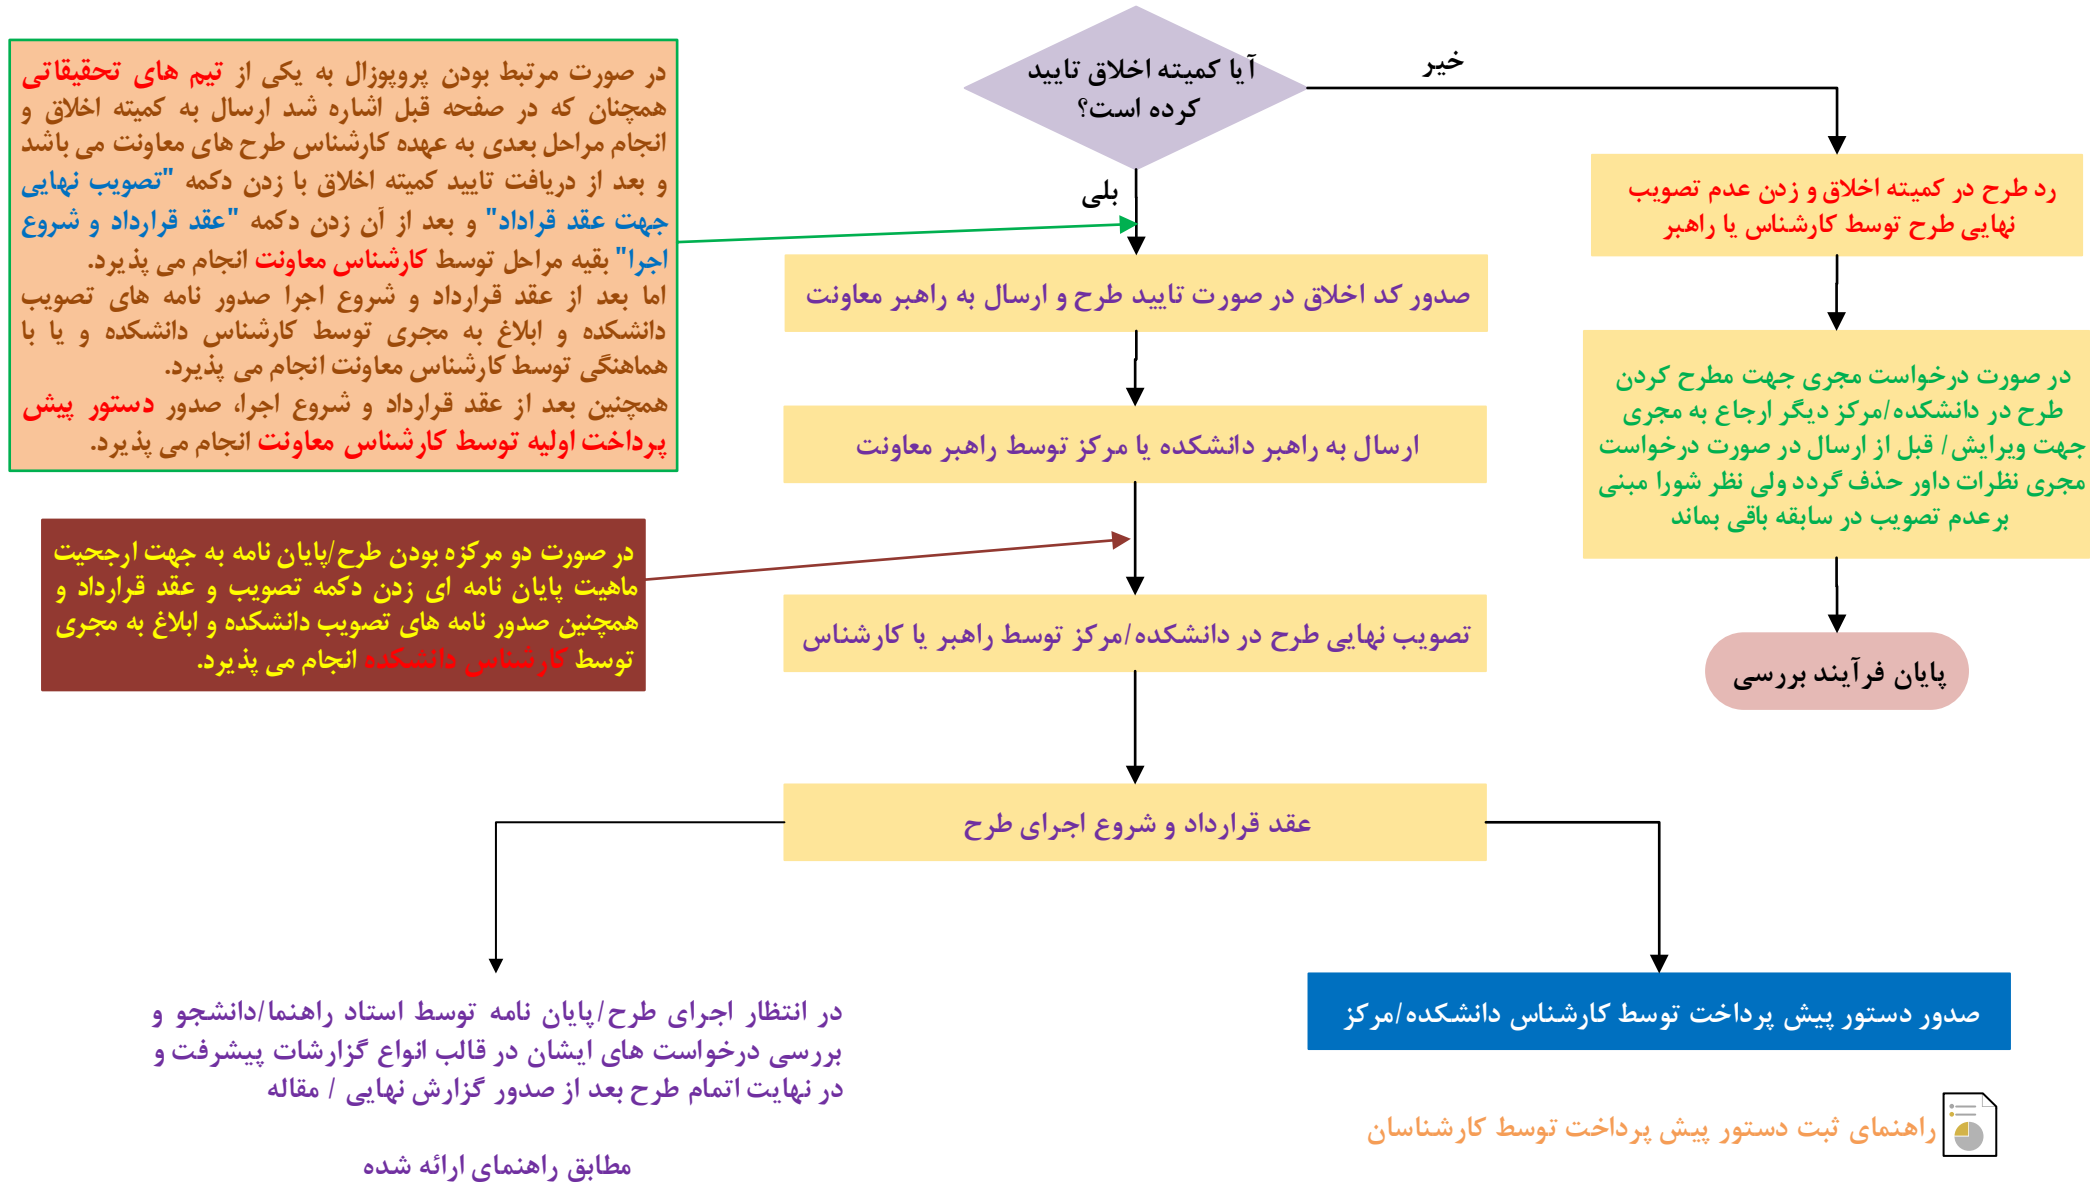 آیا کمیته اخلاق تایید
کرده است؟
خیر
بلی
در صورت مرتبط بودن پروپوزال به یکی از تیم های تحقیقاتی
همچنان که در صفحه قبل اشاره شد ارسال به کمیته اخلاق و
انجام مراحل بعدی به عهده کارشناس طرح های معاونت می باشد
و بعد از دریافت تایید کمیته اخلاق با زدن دکمه "تصویب نهایی
جهت عقد قراداد" و بعد از آن زدن دکمه "عقد قرارداد و شروع
اجرا" بقیه مراحل توسط کارشناس معاونت انجام می پذیرد.
اما بعد از عقد قرارداد و شروع اجرا صدور نامه های تصویب
دانشکده و ابلاغ به مجری توسط کارشناس دانشکده و یا با
هماهنگی توسط کارشناس معاونت انجام می پذیرد.
همچنین بعد از عقد قرارداد و شروع اجرا، صدور دستور پیش
پرداخت اولیه توسط کارشناس معاونت انجام می پذیرد.
رد طرح در کمیته اخلاق و زدن عدم تصویب
نهایی طرح توسط کارشناس یا راهبر
صدور کد اخلاق در صورت تایید طرح و ارسال به راهبر معاونت
در صورت درخواست مجری جهت مطرح کردن
طرح در دانشکده/مرکز دیگر ارجاع به مجری
جهت ویرایش/ قبل از ارسال در صورت درخواست
مجری نظرات داور حذف گردد ولی نظر شورا مبنی
برعدم تصویب در سابقه باقی بماند
ارسال به راهبر دانشکده یا مرکز توسط راهبر معاونت
در صورت دو مرکزه بودن طرح/پایان نامه به جهت ارجحیت
ماهیت پایان نامه ای زدن دکمه تصویب و عقد قرارداد و
همچنین صدور نامه های تصویب دانشکده و ابلاغ به مجری
توسط کارشناس دانشکده انجام می پذیرد.
تصویب نهایی طرح در دانشکده/مرکز توسط راهبر یا کارشناس
پایان فرآیند بررسی
عقد قرارداد و شروع اجرای طرح
صدور دستور پیش پرداخت توسط کارشناس دانشکده/مرکز
در انتظار اجرای طرح/پایان نامه توسط استاد راهنما/دانشجو و
بررسی درخواست های ایشان در قالب انواع گزارشات پیشرفت و
در نهایت اتمام طرح بعد از صدور گزارش نهایی / مقاله
مطابق راهنمای ارائه شده
راهنمای ثبت دستور پیش پرداخت توسط کارشناسان